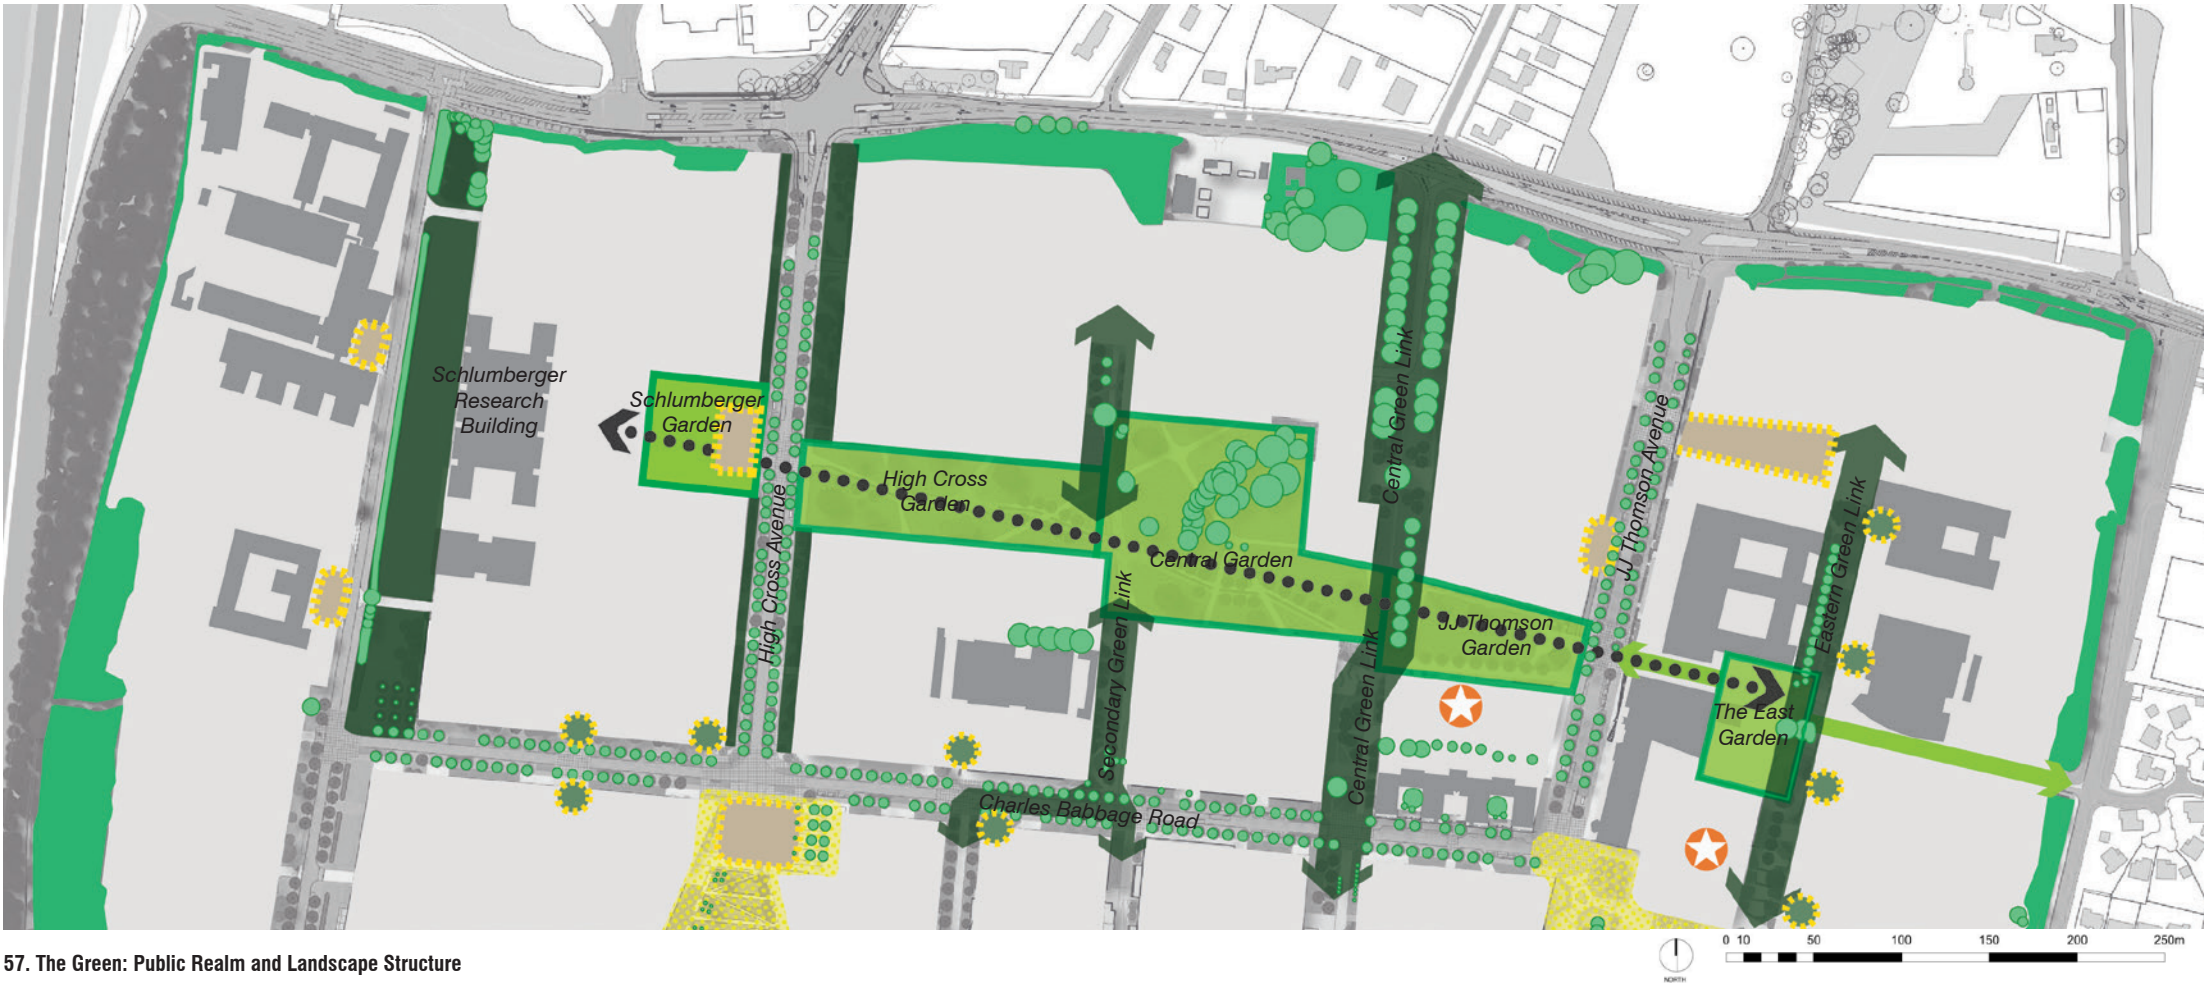 Schlumberger
Research
Building
Schlumberger
Garden
High Cross
Garden
High Cross Avenue
Central Garden
Secondary Green Link
Central Green Link
Central Green Link
JJ Thomson
Garden
JJ Thomson Avenue
Eastern Green Link
The East
Garden
Charles Babbage Road
57. The Green: Public Realm and Landscape Structure
NORTH
0 10 50 100 150 200 250m